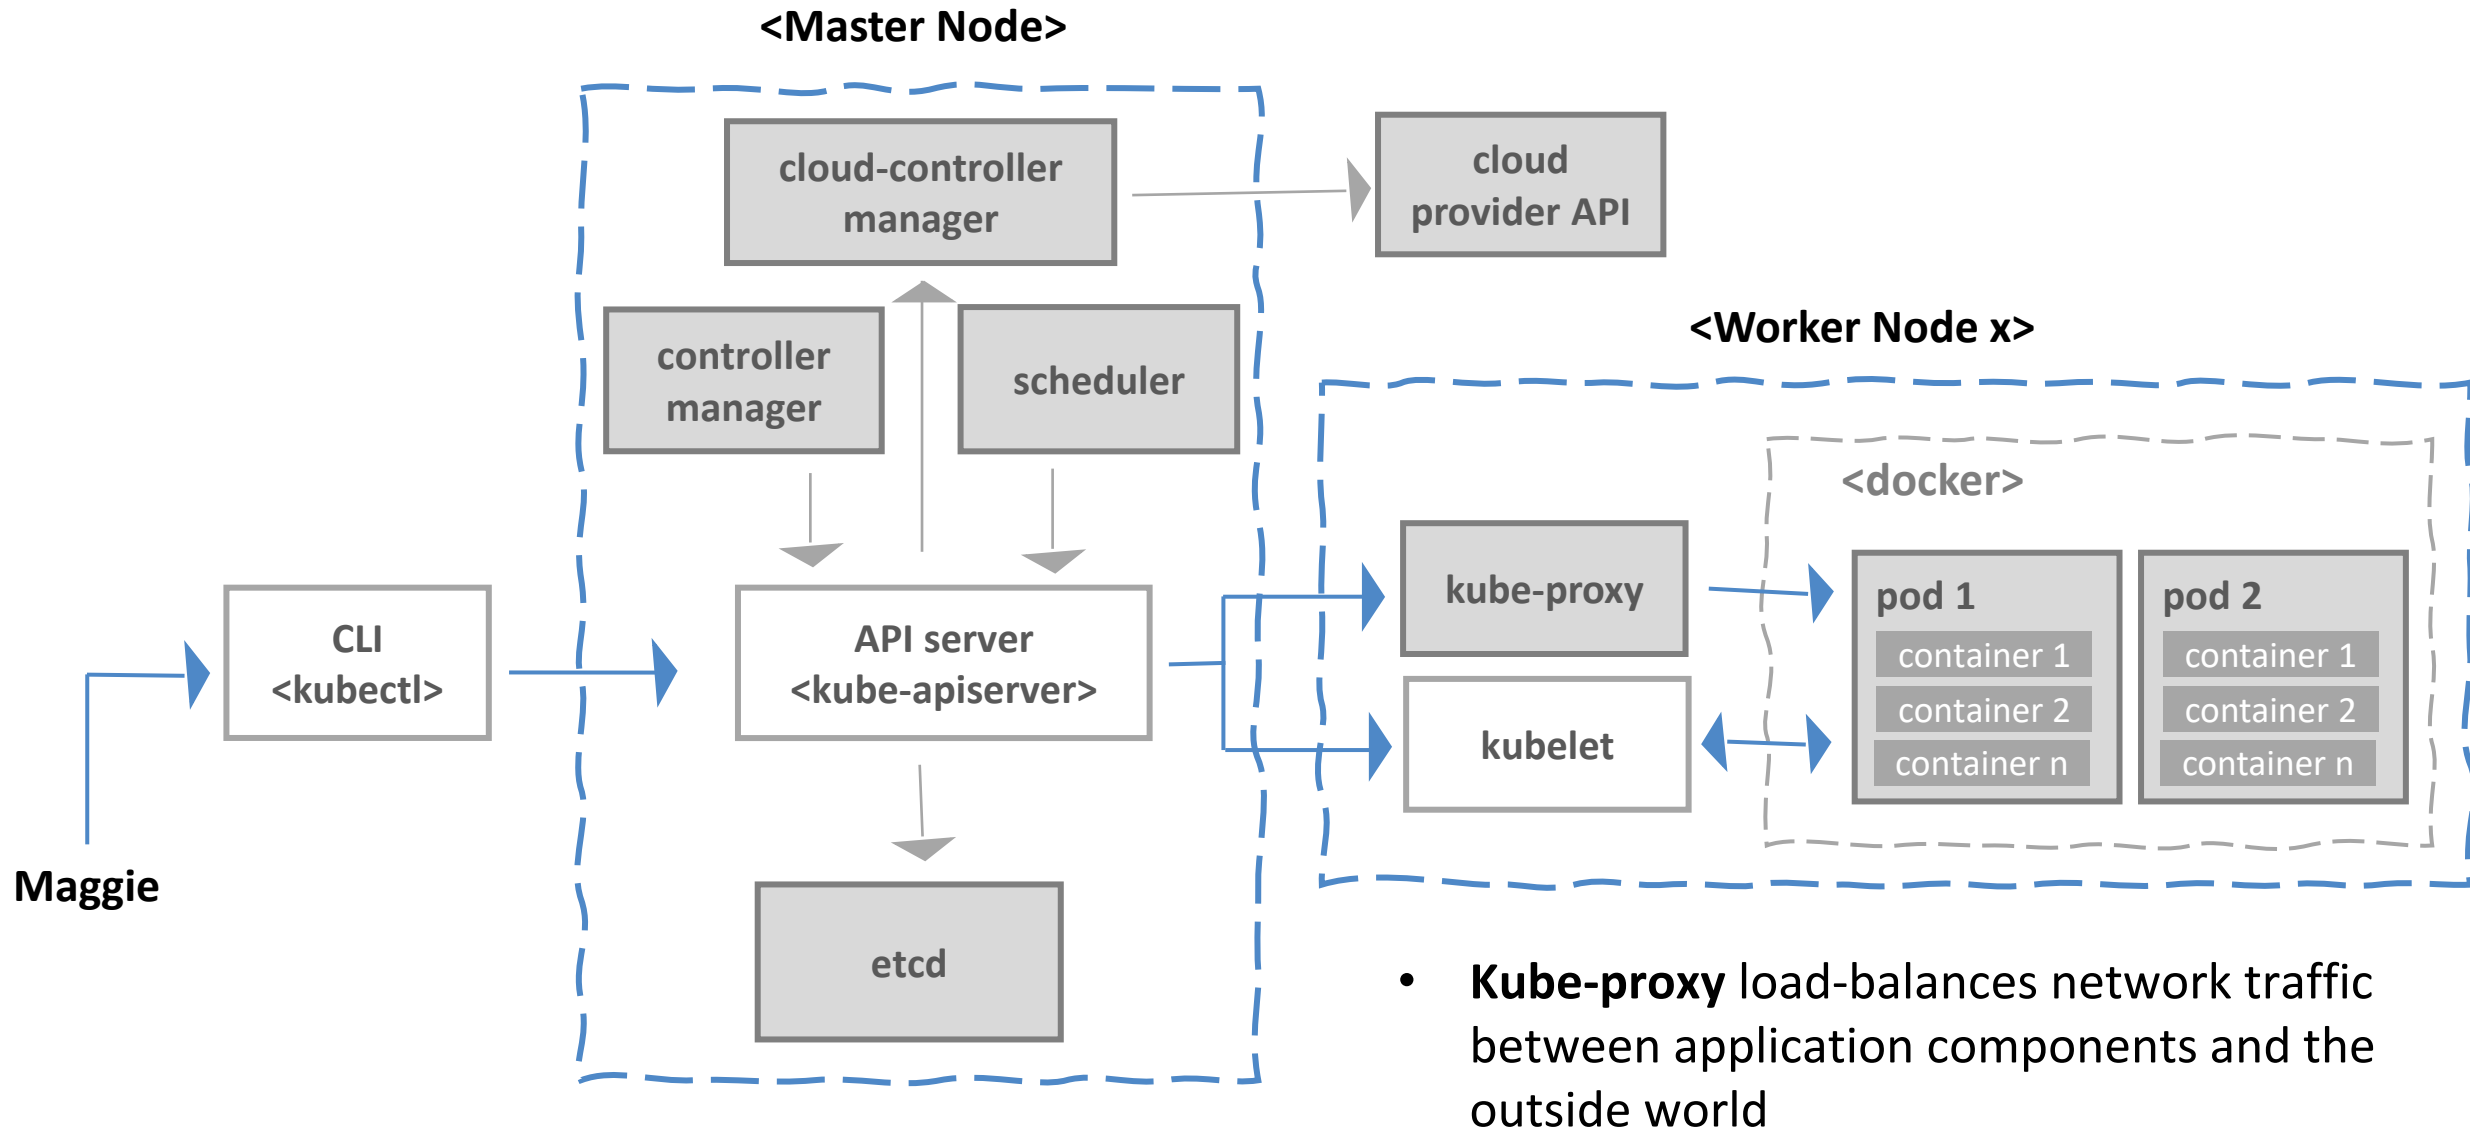 <Master Node>
cloud-controller
manager
cloud
provider API
controller
manager
scheduler
<Worker Node x>
<docker>
CLI
<kubectl>
API server
<kube-apiserver>
kube-proxy
kubelet
pod 1
container 1
container 2
container n
pod 2
container 1
container 2
container n
Maggie
etcd
• Kube-proxy load-balances network traffic
between application components and the
outside world